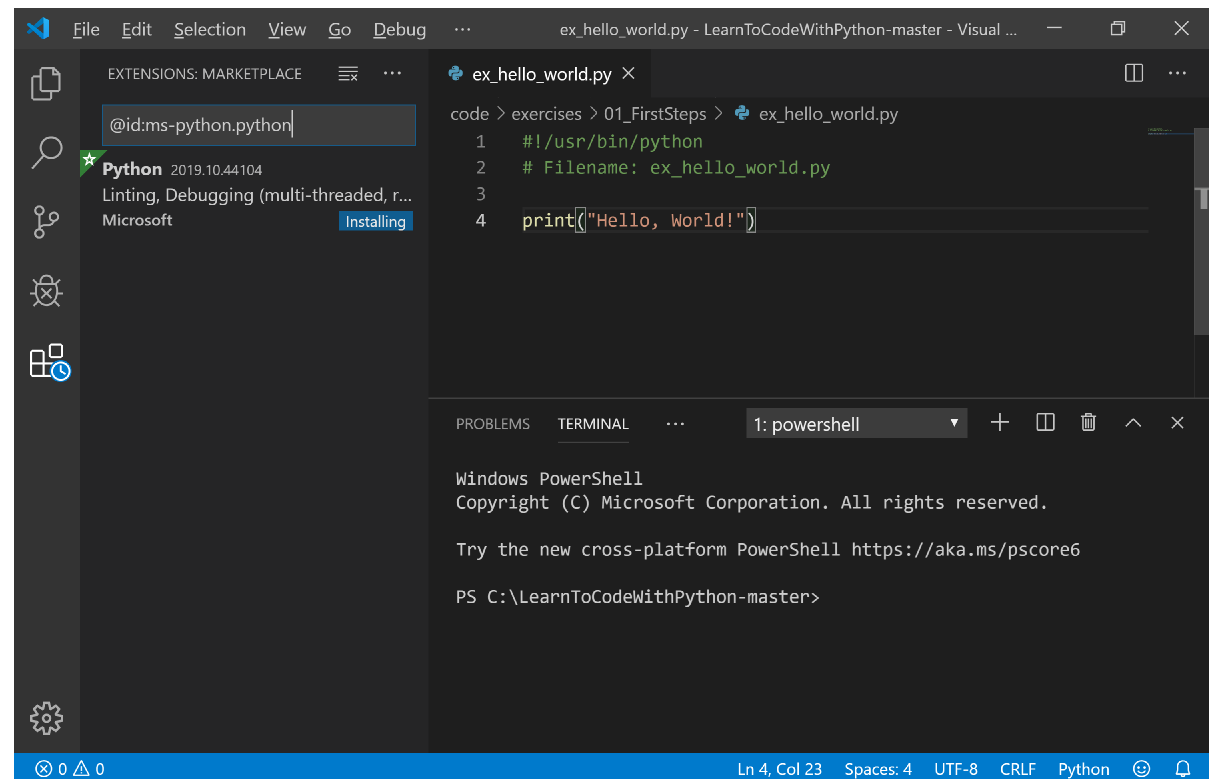 File Edit Selection View Go Debug ··· ex_hello_world.py - LearnToCodeWithPython-master - Visual ...
EXTENSIONS: MARKETPLACE
@id:ms-python.python
Python 2019.10.44104
Linting, Debugging (multi-threaded, r...
Microsoft Installing
ex_hello_world.py
code > exercises > 01_FirstSteps > ex_hello_world.py
1 #!/usr/bin/python
2 # Filename: ex_hello_world.py
3
4 print("Hello, World!")
PROBLEMS TERMINAL ··· 1: powershell
Windows PowerShell
Copyright (C) Microsoft Corporation. All rights reserved.
Try the new cross-platform PowerShell https://aka.ms/pscore6
PS C:\LearnToCodeWithPython-master>
0 0 Ln 4, Col 23 Spaces: 4 UTF-8 CRLF Python